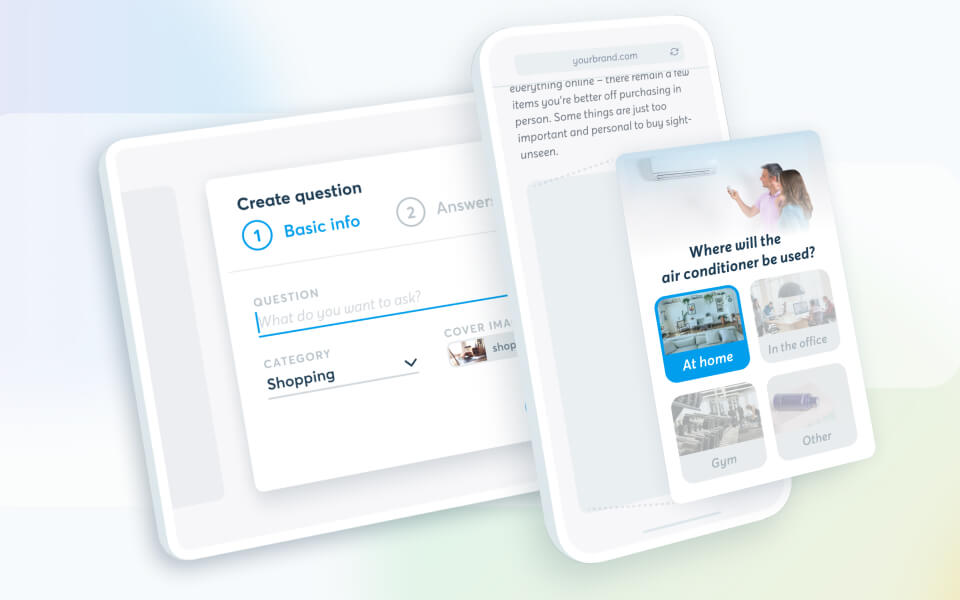 Create question
1 Basic info
2 Answers
QUESTION
What do you want to ask?
CATEGORY
Shopping
COVER IMA
shop
yourbrand.com
everything online – there remain a few
items you're better off purchasing in
person. Some things are just too
important and personal to buy sight-
unseen.
Where will the
air conditioner be used?
At home
In the office
Gym
Other